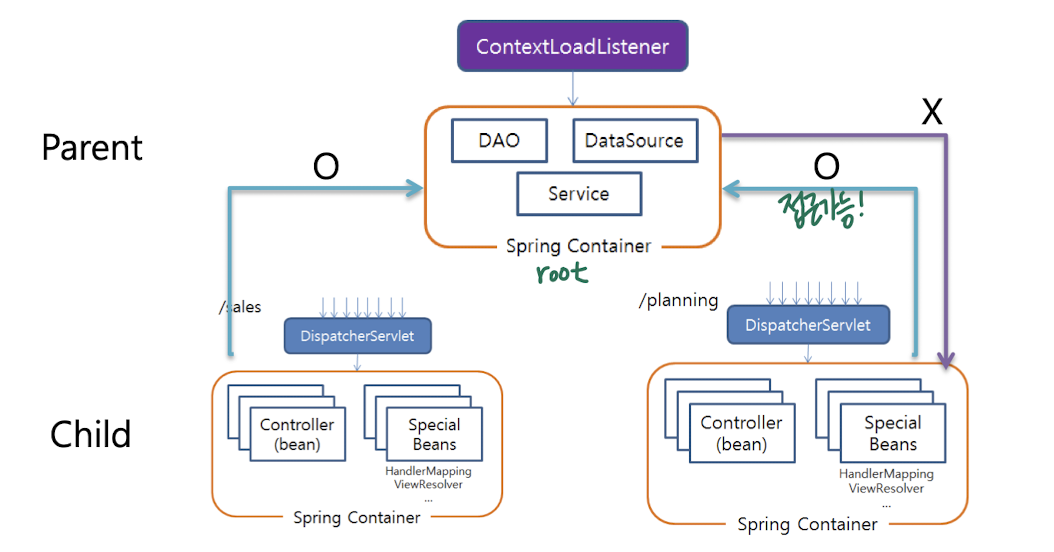 ContextLoadListener
X
Parent
DAO
DataSource
O
O
Service
접근가능!
Spring Container
root
/sales
/planning
DispatcherServlet
DispatcherServlet
Child
Controller
(bean)
Special
Beans
HandlerMapping
ViewResolver
...
Spring Container
Controller
(bean)
Special
Beans
HandlerMapping
ViewResolver
...
Spring Container